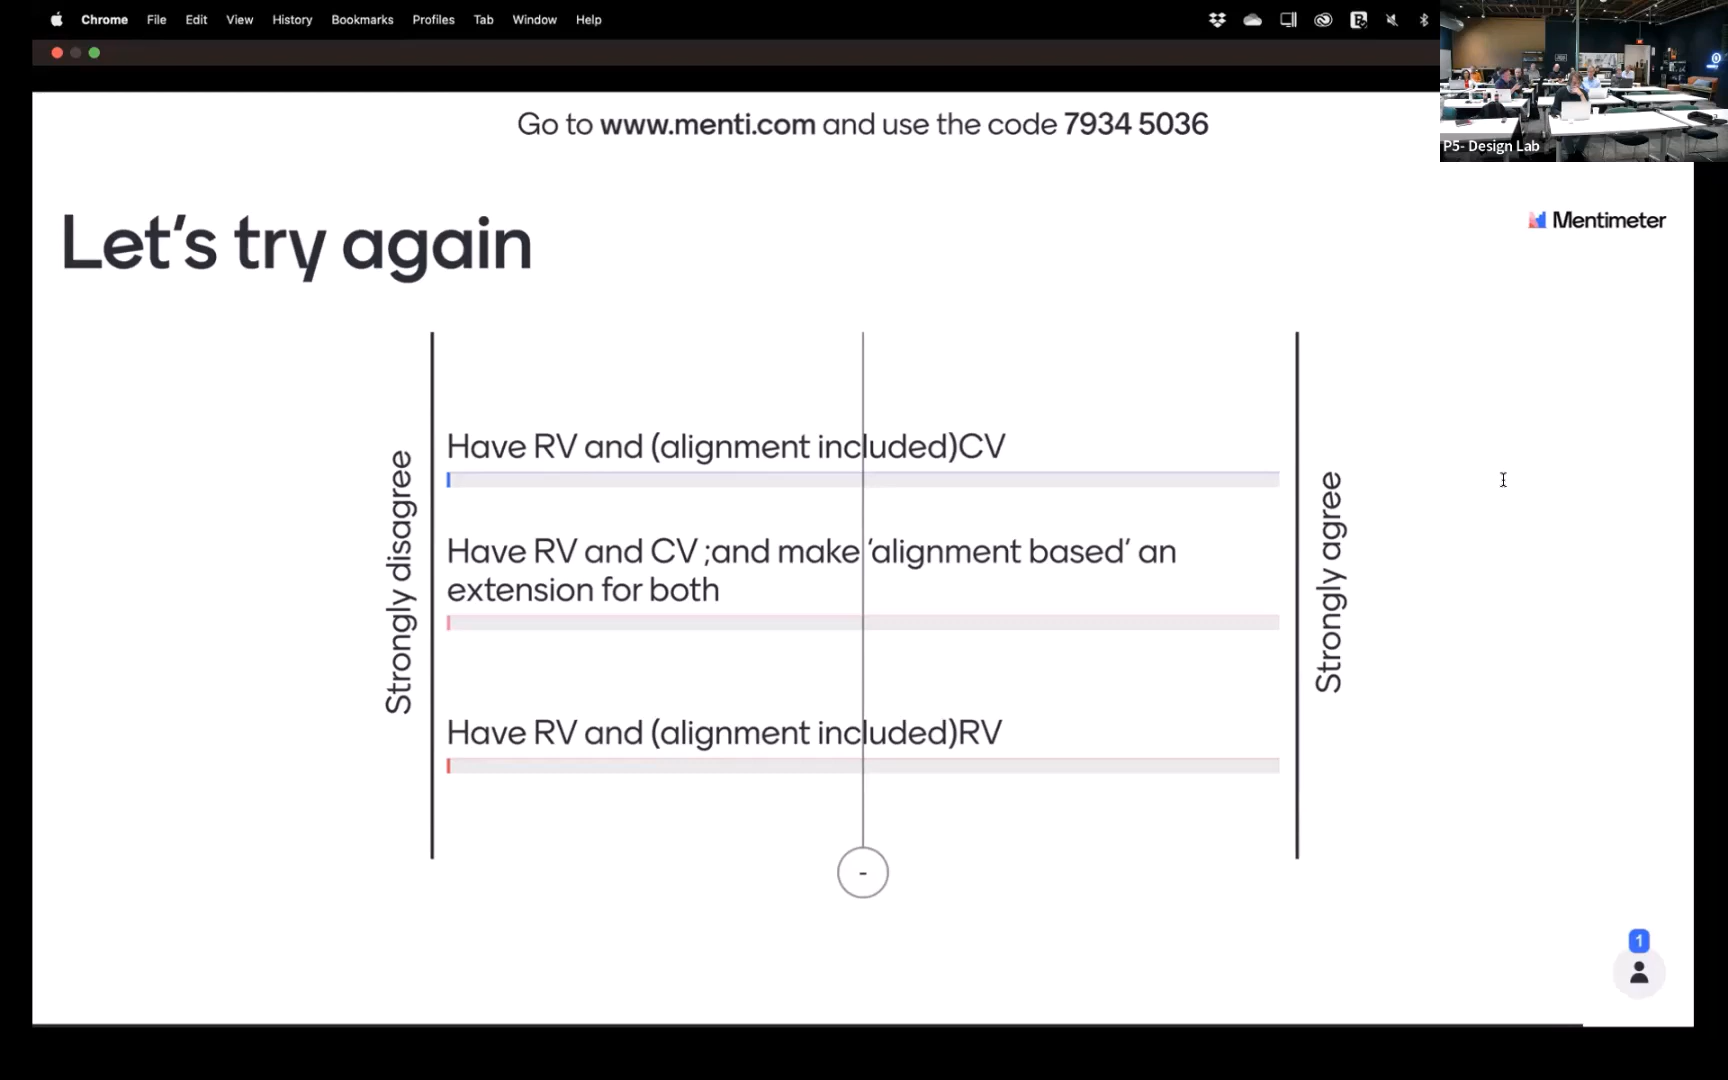 Chrome File Edit View History Bookmarks Profiles Tab Window Help
P5- Design Lab
Go to www.menti.com and use the code 7934 5036
Mentimeter
Let's try again
Strongly disagree
Have RV and (alignment included)CV
Have RV and CV ;and make 'alignment based' an
extension for both
Have RV and (alignment included)RV
Strongly agree
-
1